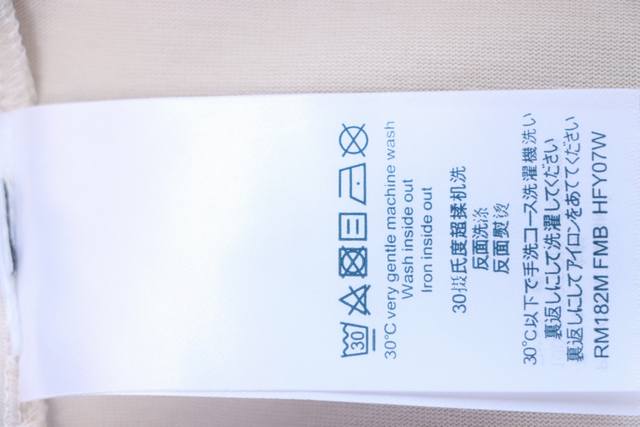 30
30°C very gentle machine wash
Wash inside out
Iron inside out
30摄氏度超揉机洗
反面洗涤
反面熨烫
30℃以下で手洗コース洗濯機洗い
裏返しにして洗濯してください
裏返しにしてアイロンをあててください
RM182M FMB HFY07W